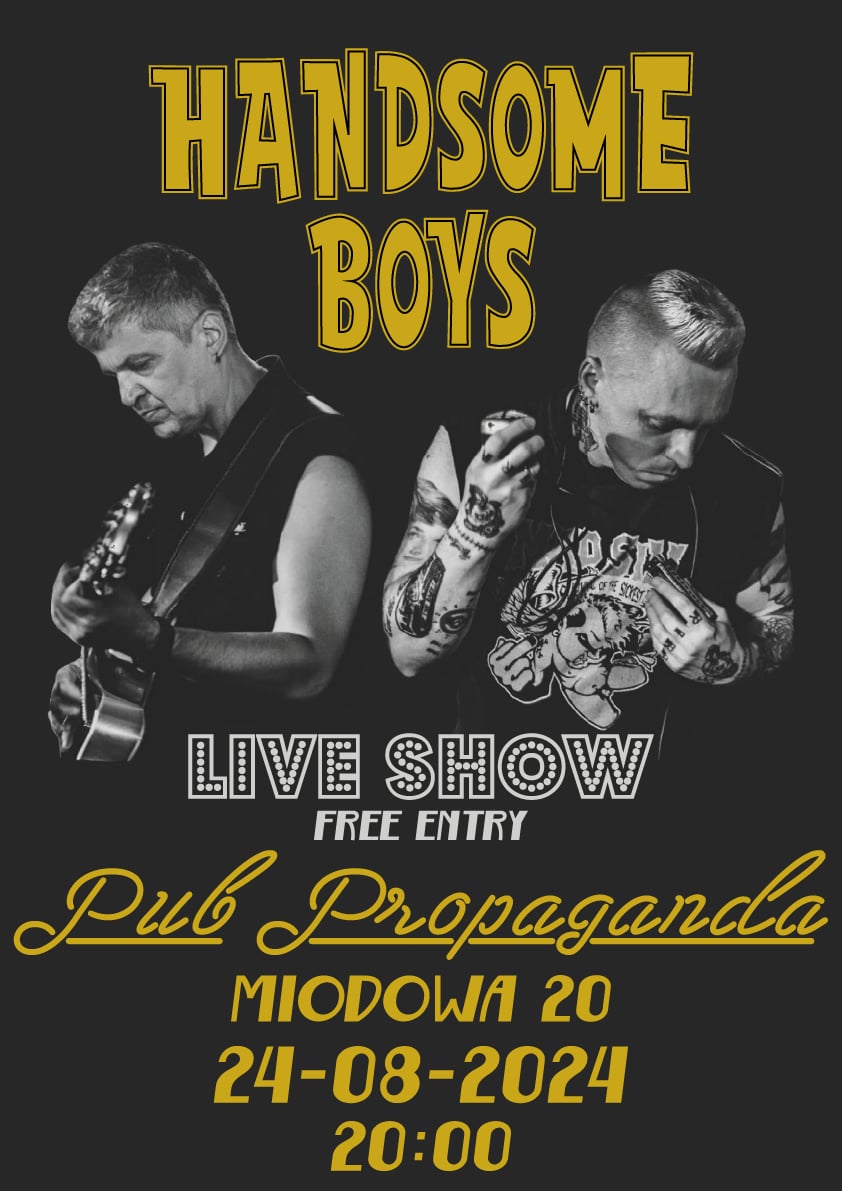 HANDSOME
BOYS
LIVE SHOW
FREE ENTRY
Pub Propaganda
MIODOWA 20
24-08-2024
20:00